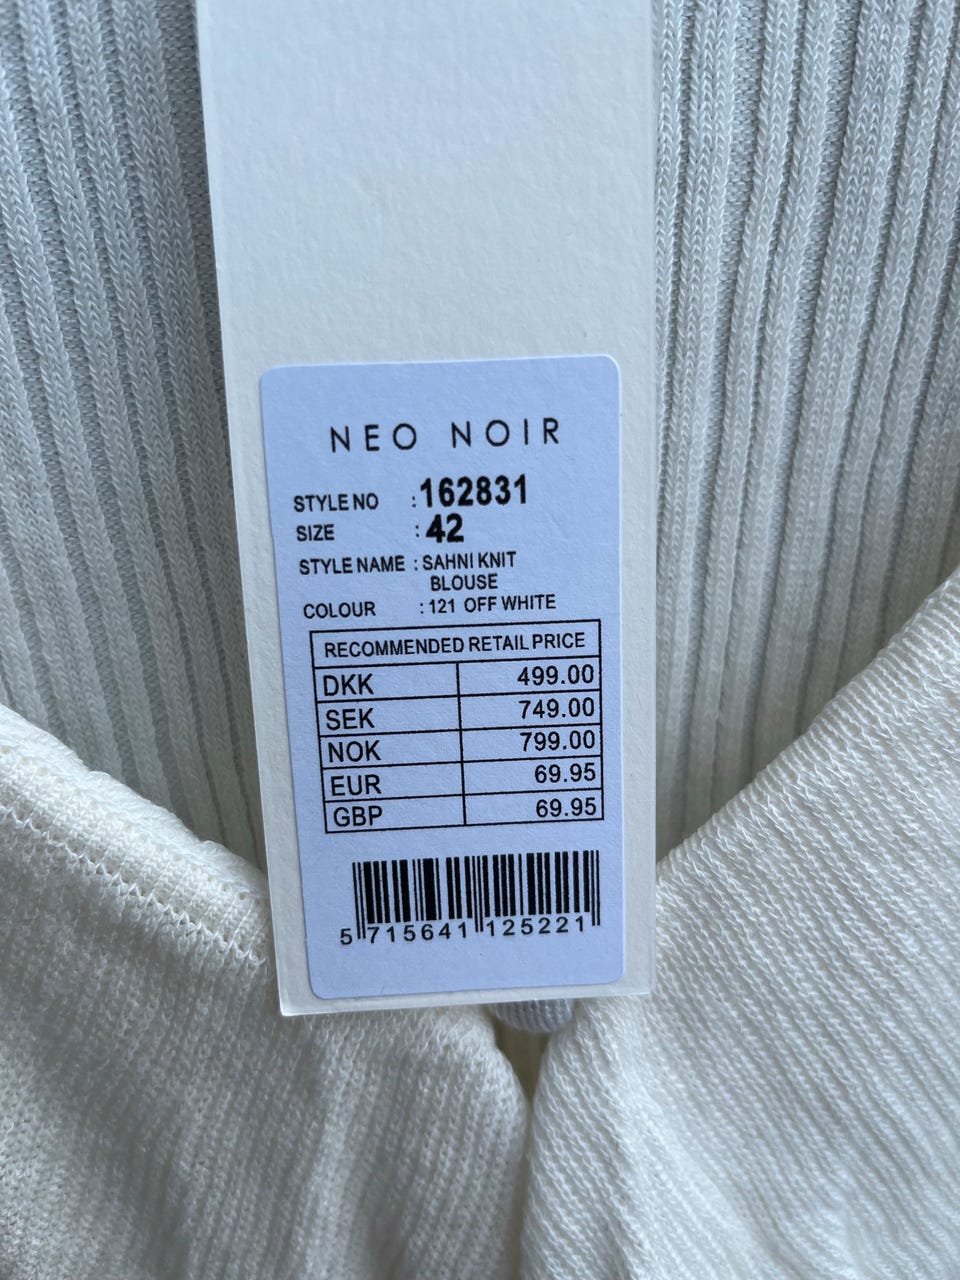 NEO NOIR
STYLE NO : 162831
SIZE : 42
STYLE NAME : SAHNI KNIT
BLOUSE
COLOUR : 121 OFF WHITE
RECOMMENDED RETAIL PRICE
DKK 499.00
SEK 749.00
NOK 799.00
EUR 69.95
GBP 69.95
5 715641 125221